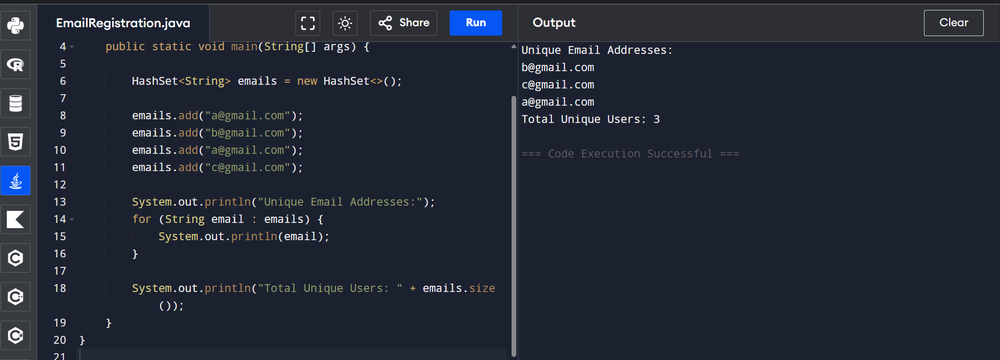 EmailRegistration.java
Share
Run
Output
Clear
4 public static void main(String[] args) {
5
6 HashSet<String> emails = new HashSet<>();
7
8 emails.add("a@gmail.com");
9 emails.add("b@gmail.com");
10 emails.add("a@gmail.com");
11 emails.add("c@gmail.com");
12
13 System.out.println("Unique Email Addresses:");
14 for (String email : emails) {
15 System.out.println(email);
16 }
17
18 System.out.println("Total Unique Users: " + emails.size
());
19 }
20 }
21
Unique Email Addresses:
b@gmail.com
c@gmail.com
a@gmail.com
Total Unique Users: 3
=== Code Execution Successful ===